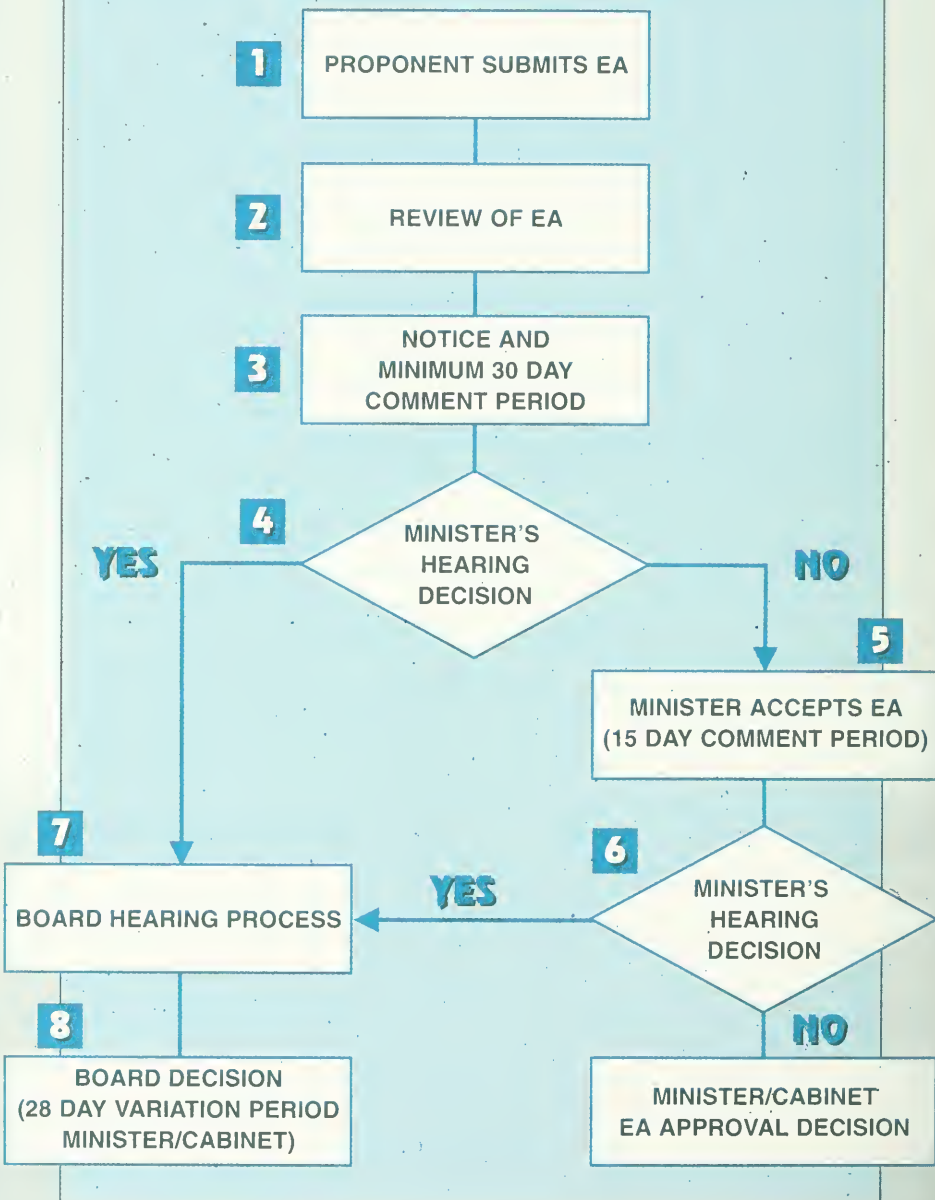 1
PROPONENT SUBMITS EA
2
REVIEW OF EA
3
NOTICE AND
MINIMUM 30 DAY
COMMENT PERIOD
4
MINISTER'S
HEARING
DECISION
YES
NO
5
MINISTER ACCEPTS EA
(15 DAY COMMENT PERIOD)
6
MINISTER'S
HEARING
DECISION
YES
7
BOARD HEARING PROCESS
8
BOARD DECISION
(28 DAY VARIATION PERIOD
MINISTER/CABINET)
NO
MINISTER/CABINET
EA APPROVAL DECISION